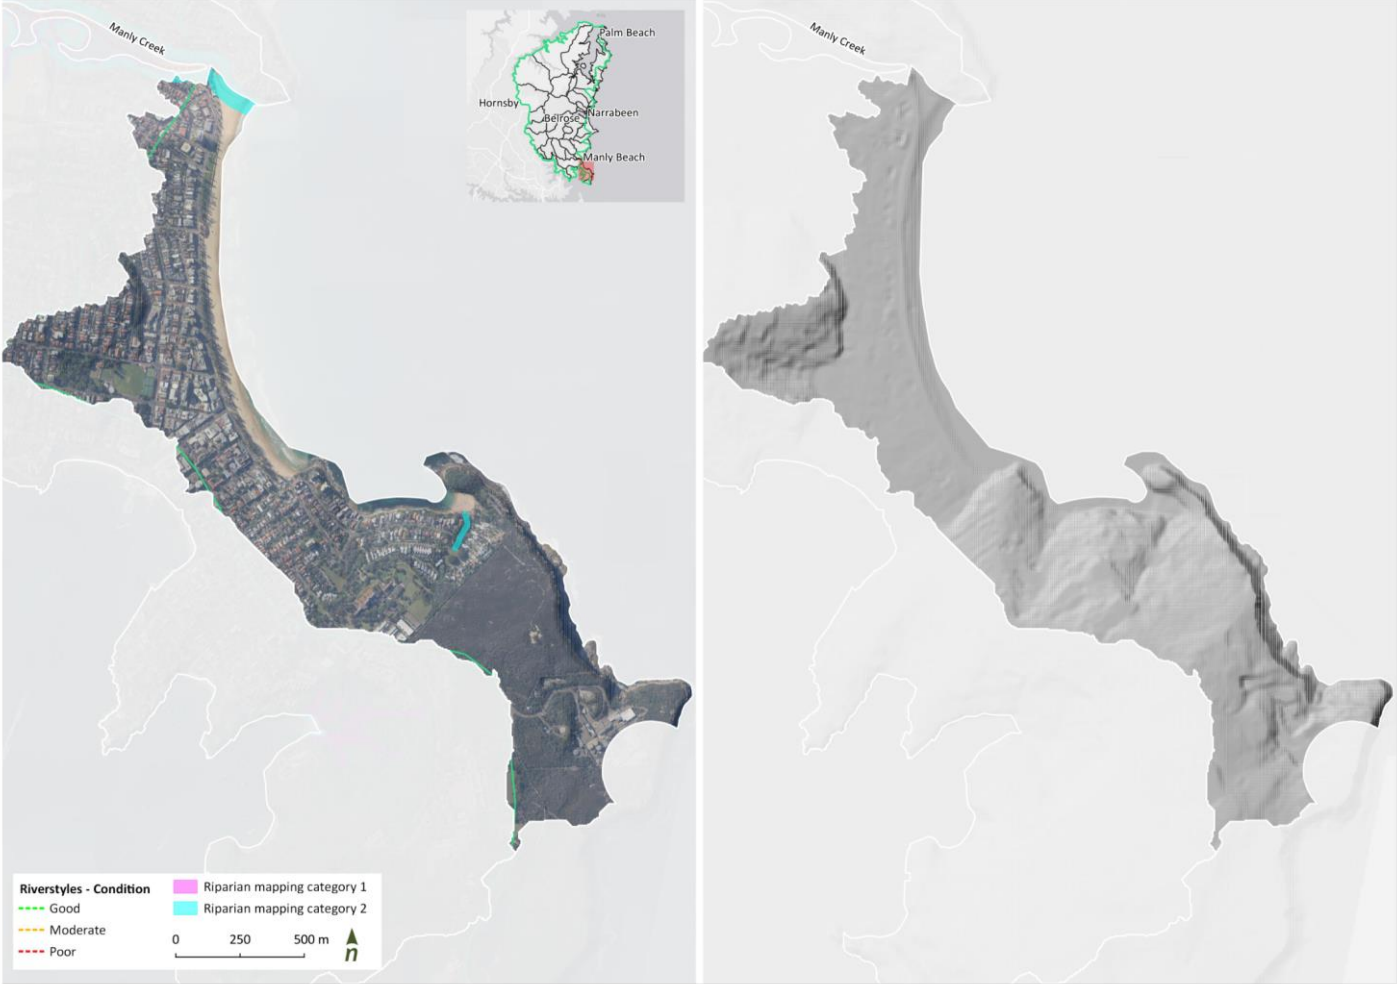 Manly Creek
Palm Beach
Hornsby
Narrabeen
Belrose
Manly Beach
Riverstyles - Condition
Good
Moderate
Poor
Riparian mapping category 1
Riparian mapping category 2
0 250 500 m
n
Manly Creek